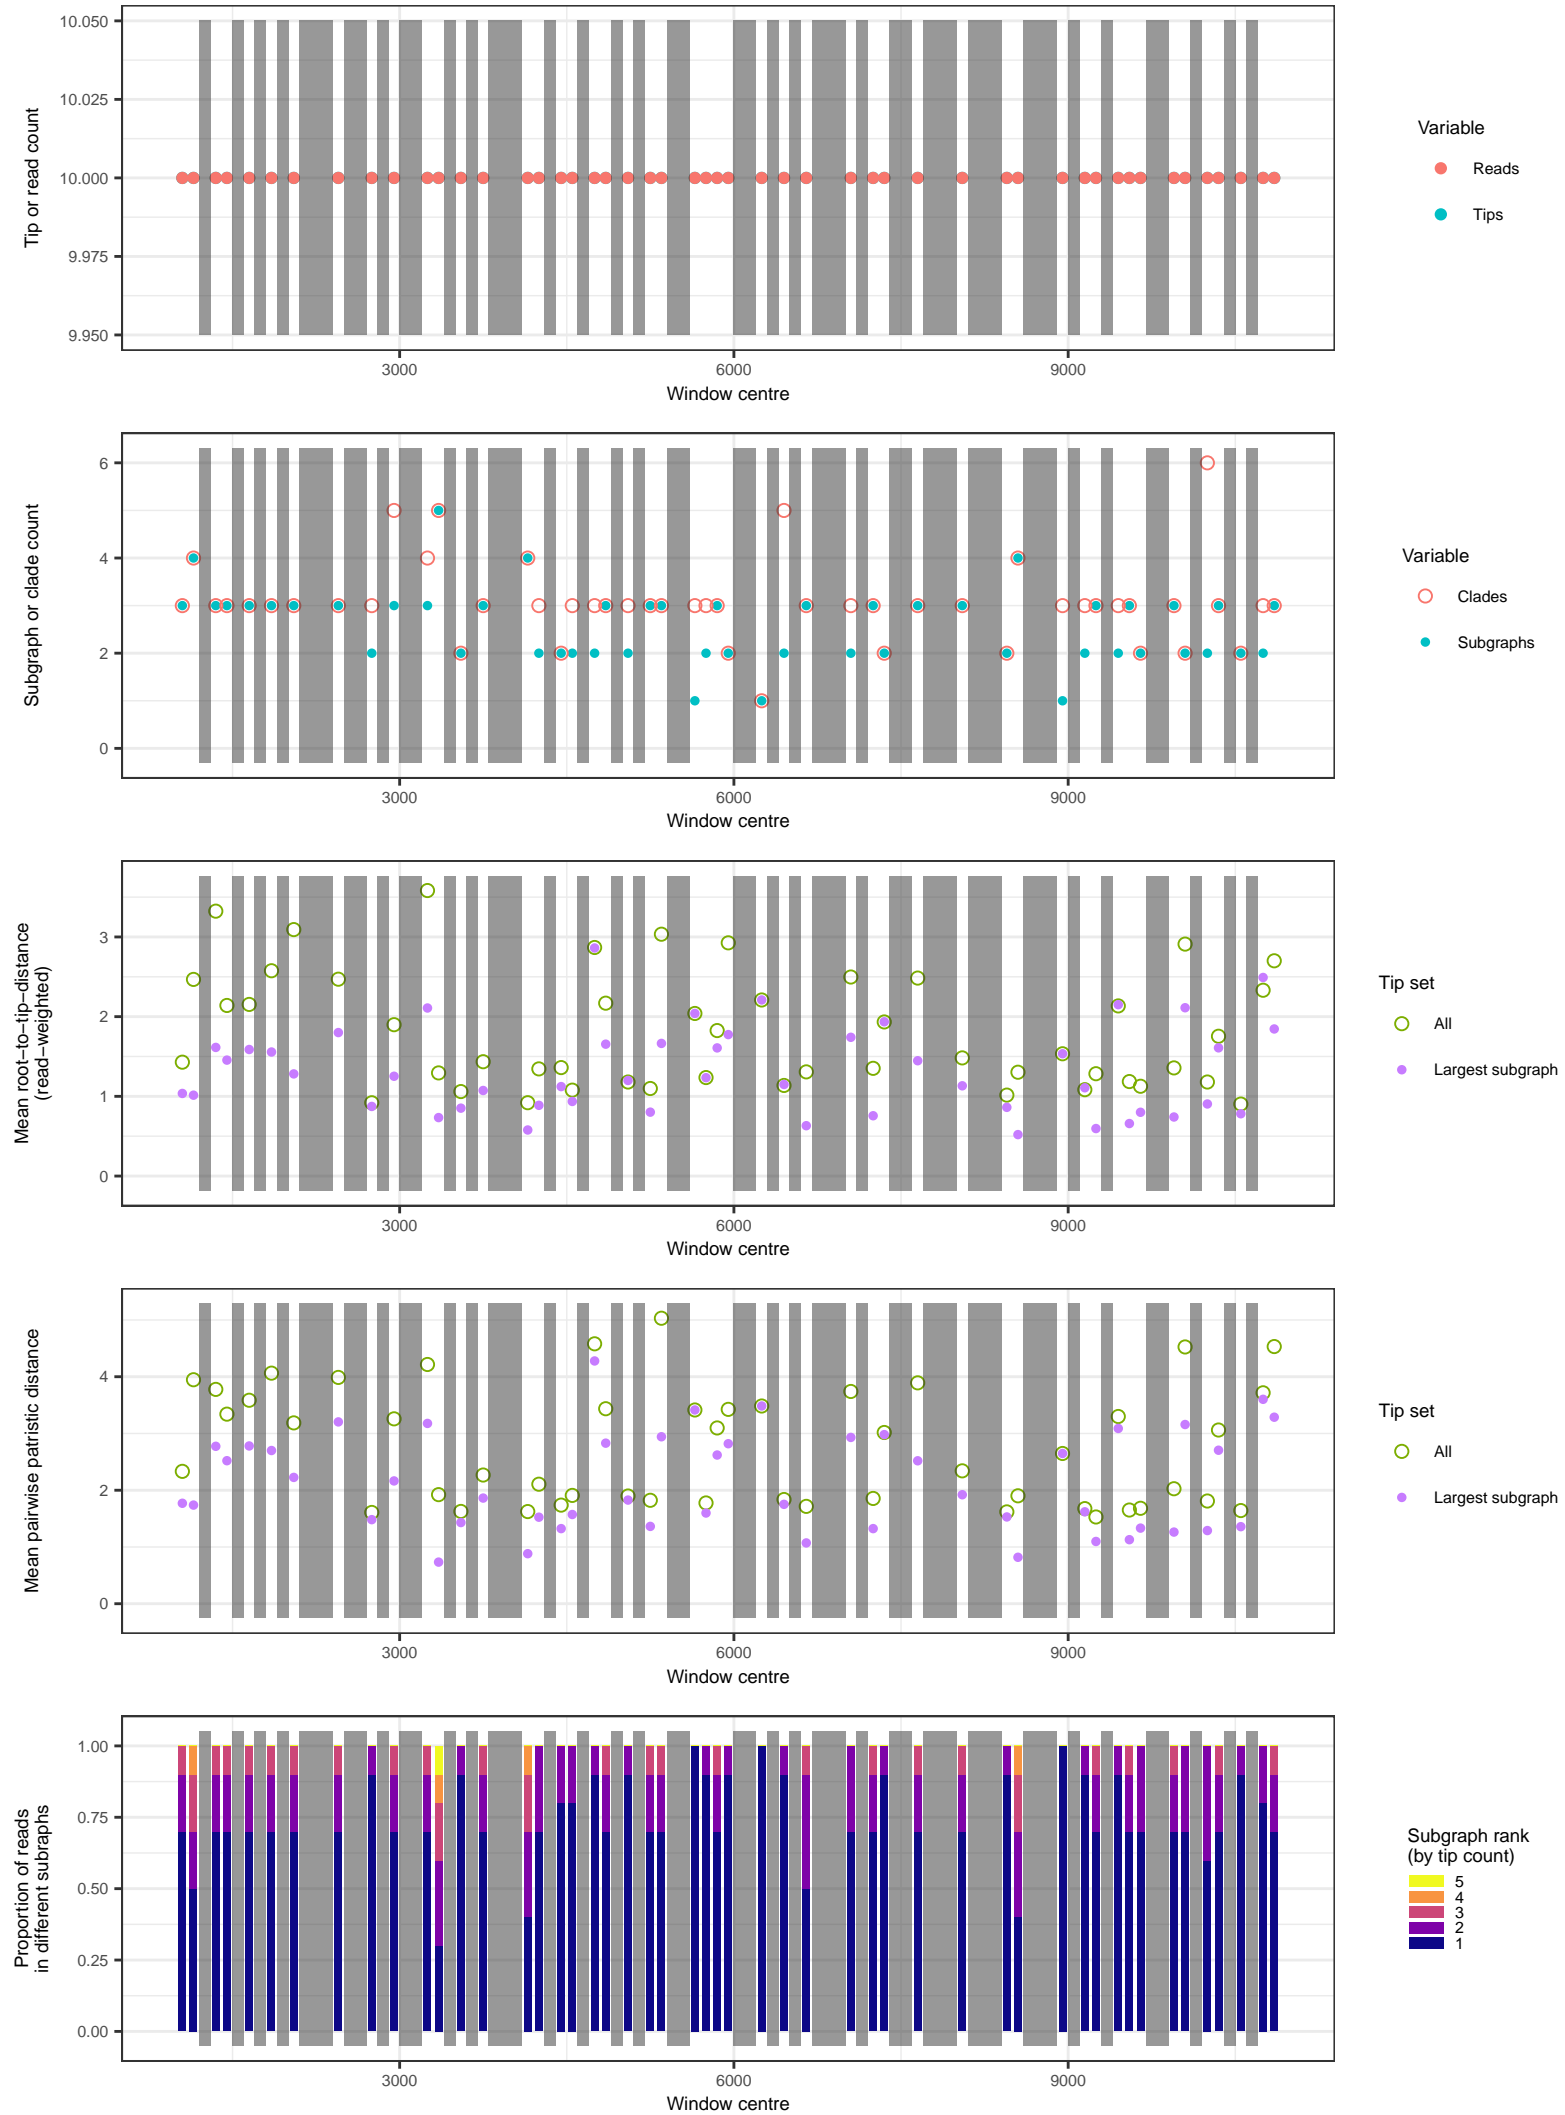 10.050
10.025
10.000
9.975
9.950
Tip or read count
3000
6000
9000
Window centre
Variable
Reads
Tips
6
4
2
0
Subgraph or clade count
3000
6000
9000
Window centre
Variable
Clades
Subgraphs
3
2
1
0
Mean root−to−tip−distance
(read−weighted)
3000
6000
9000
Window centre
Tip set
All
Largest subgraph
4
2
0
Mean pairwise patristic distance
3000
6000
9000
Window centre
Tip set
All
Largest subgraph
1.00
0.75
0.50
0.25
0.00
Proportion of reads
in different subraphs
3000
6000
9000
Window centre
Subgraph rank
(by tip count)
5
4
3
2
1